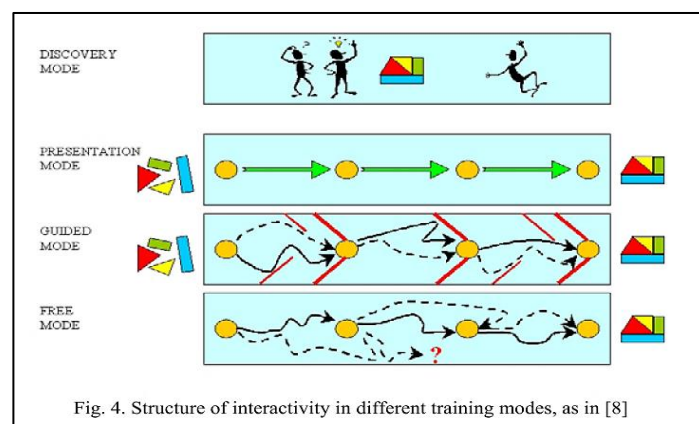 DISCOVERY
MODE
PRESENTATION
MODE
GUIDED
MODE
FREE
MODE
?
Fig. 4. Structure of interactivity in different training modes, as in [8]